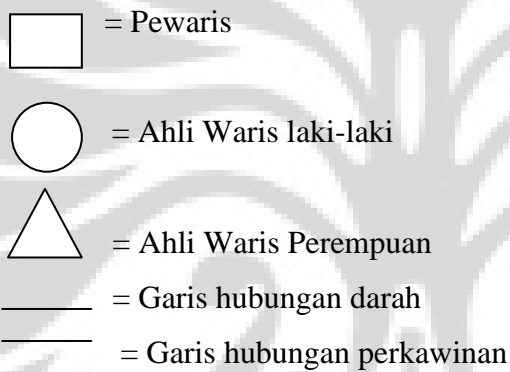 = Pewaris
= Ahli Waris laki-laki
= Ahli Waris Perempuan
= Garis hubungan darah
= Garis hubungan perkawinan